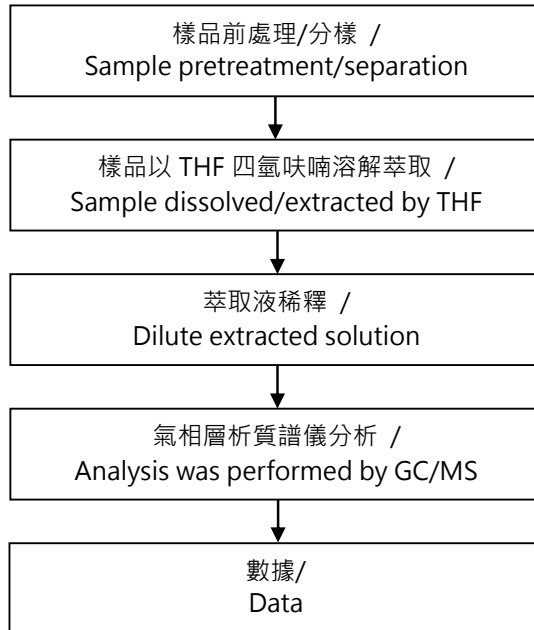 樣品前處理/分樣 /
Sample pretreatment/separation
樣品以 THF 四氫呋喃溶解萃取 /
Sample dissolved/extracted by THF
萃取液稀釋 /
Dilute extracted solution
氣相層析質譜儀分析 /
Analysis was performed by GC/MS
數據/
Data